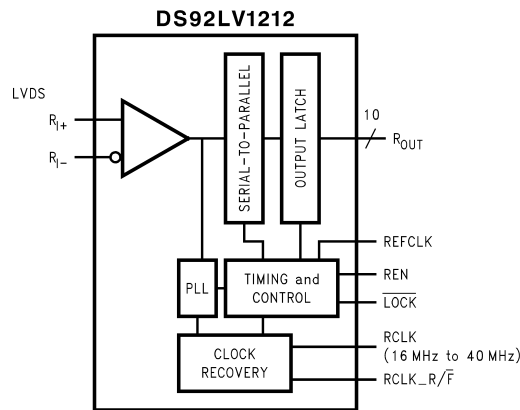 DS92LV1212
LVDS
RI+
RI-
SERIAL-TO-PARALLEL
OUTPUT LATCH
10
ROUT
REFCLK
REN
LOCK
PLL
TIMING and
CONTROL
CLOCK
RECOVERY
RCLK
(16 MHz to 40 MHz)
RCLK_R/F